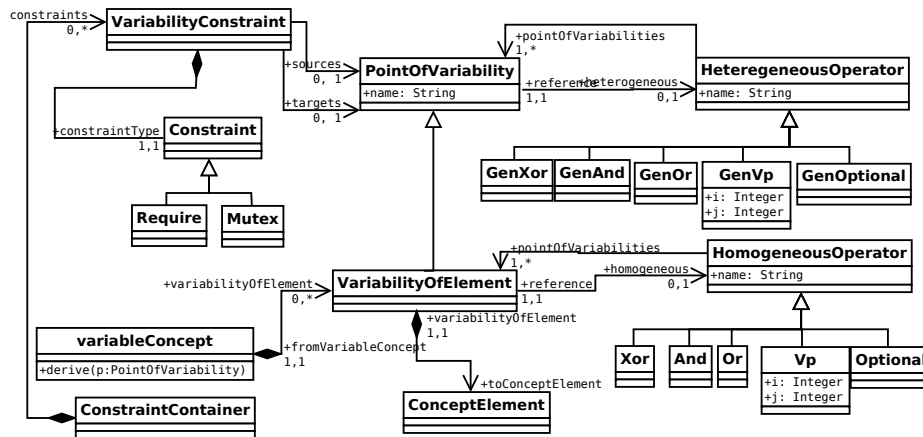 constraints
0,*
VariabilityConstraint
+sources
0, 1
+targets
0, 1
PointOfVariability
+name: String
+pointOfVariabilities
1,*
+reference
1,1
+heterogeneous
0,1
HeteregeneousOperator
+name: String
+constraintType
1,1
Constraint
Require
Mutex
GenXor
GenAnd
GenOr
GenVp
+i: Integer
+j: Integer
GenOptional
+variabilityOfElement
0,*
VariabilityOfElement
+pointOfVariabilities
1,*
+reference
1,1
+homogeneous
0,1
HomogeneousOperator
+name: String
+variabilityOfElement
1,1
variableConcept
+derive(p:PointOfVariability)
+fromVariableConcept
1,1
Xor
And
Or
Vp
+i: Integer
+j: Integer
Optional
+toConceptElement
ConceptElement
ConstraintContainer